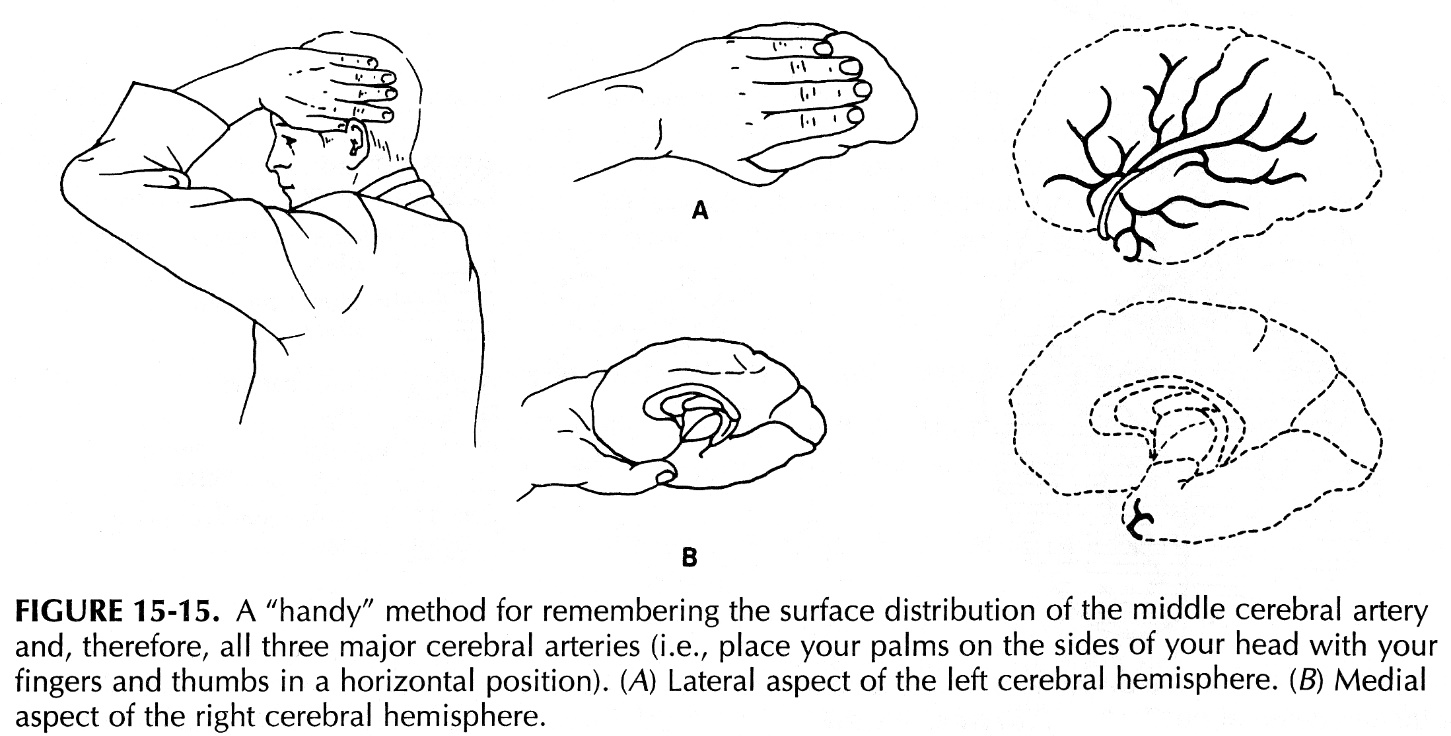 A
B
FIGURE 15-15. A “handy” method for remembering the surface distribution of the middle cerebral artery
and, therefore, all three major cerebral arteries (i.e., place your palms on the sides of your head with your
fingers and thumbs in a horizontal position). (A) Lateral aspect of the left cerebral hemisphere. (B) Medial
aspect of the right cerebral hemisphere.